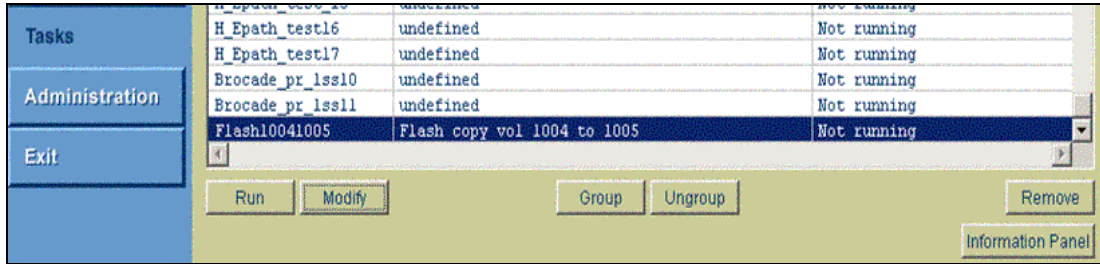 Tasks
Administration
Exit
H_Epath_test16 undefined Not running
H_Epath_test17 undefined Not running
Brocade_pr_lss10 undefined Not running
Brocade_pr_lss11 undefined Not running
Flash10041005 Flash copy vol 1004 to 1005 Not running
Run Modify Group Ungroup Remove
Information Panel